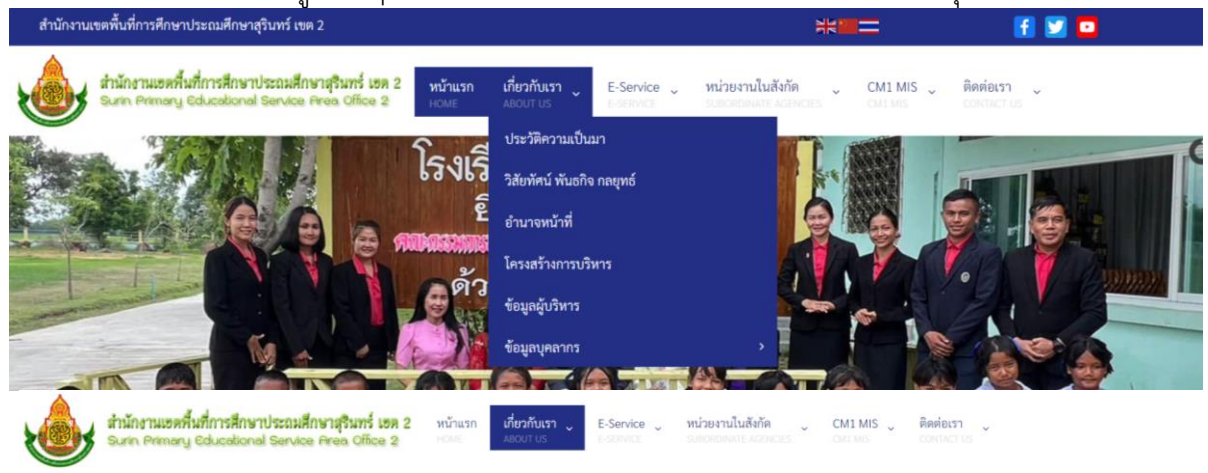 สำนักงานเขตพื้นที่การศึกษาประถมศึกษาสุรินทร์ เขต 2
สำนักงานเขตพื้นที่การศึกษาประถมศึกษาสุรินทร์ เขต 2
Surin Primary Educational Service Area Office 2
หน้าแรก
HOME
เกี่ยวกับเรา
ABOUT US
E-Service
E-SERVICE
หน่วยงานในสังกัด
SUBORDINATE AGENCIES
CM1 MIS
CM1 MIS
ติดต่อเรา
CONTACT US
ประวัติความเป็นมา
วิสัยทัศน์ พันธกิจ กลยุทธ์
อำนาจหน้าที่
โครงสร้างการบริหาร
ข้อมูลผู้บริหาร
ข้อมูลบุคลากร
ด้วย
สำนักงานเขตพื้นที่การศึกษาประถมศึกษาสุรินทร์ เขต 2
Surin Primary Educational Service Area Office 2
หน้าแรก
HOME
เกี่ยวกับเรา
ABOUT US
E-Service
E-SERVICE
หน่วยงานในสังกัด
SUBORDINATE AGENCIES
CM1 MIS
CM1 MIS
ติดต่อเรา
CONTACT US